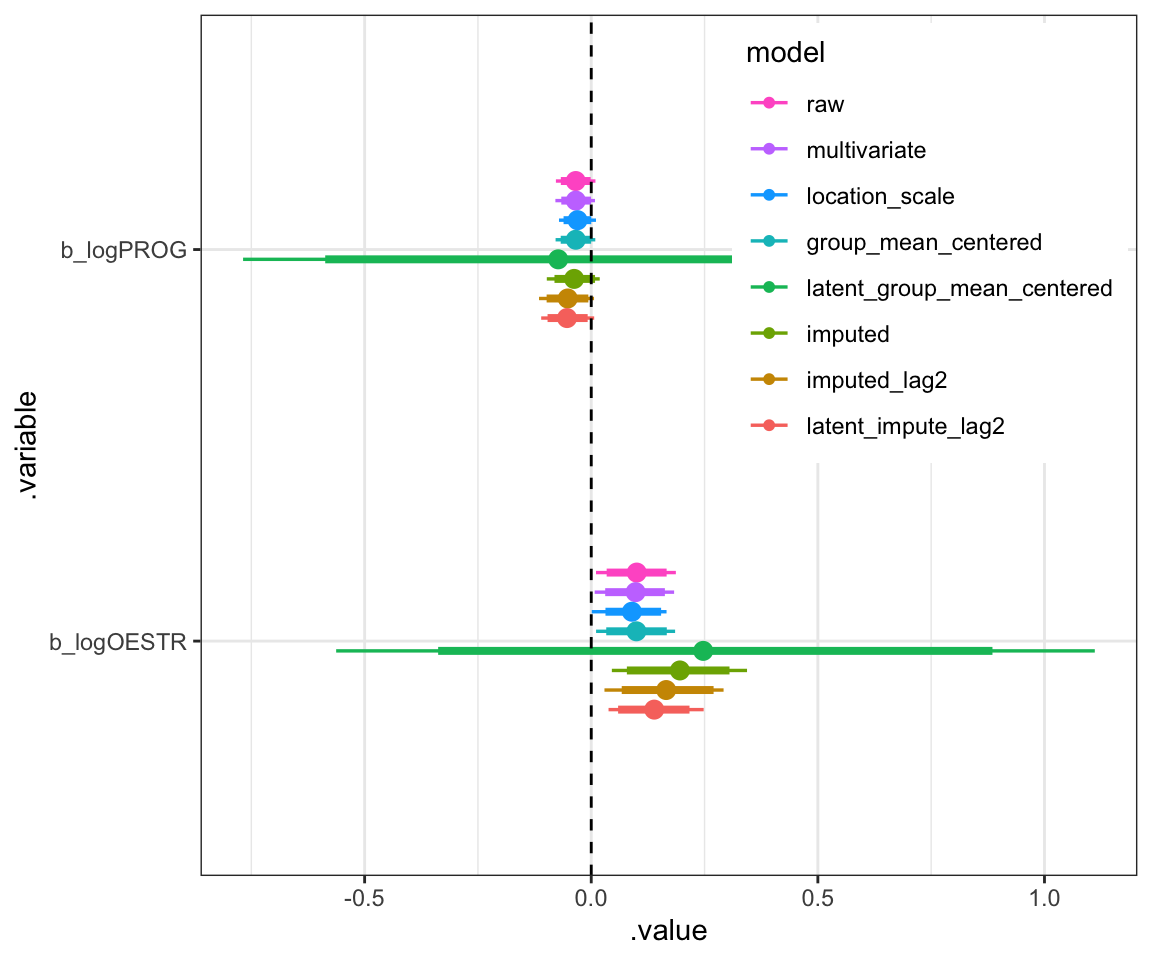 model
raw
multivariate
location_scale
group_mean_centered
latent_group_mean_centered
imputed
imputed_lag2
latent_impute_lag2
b_logPROG
.variable
b_logOESTR
-0.5 0.0 0.5 1.0
.value